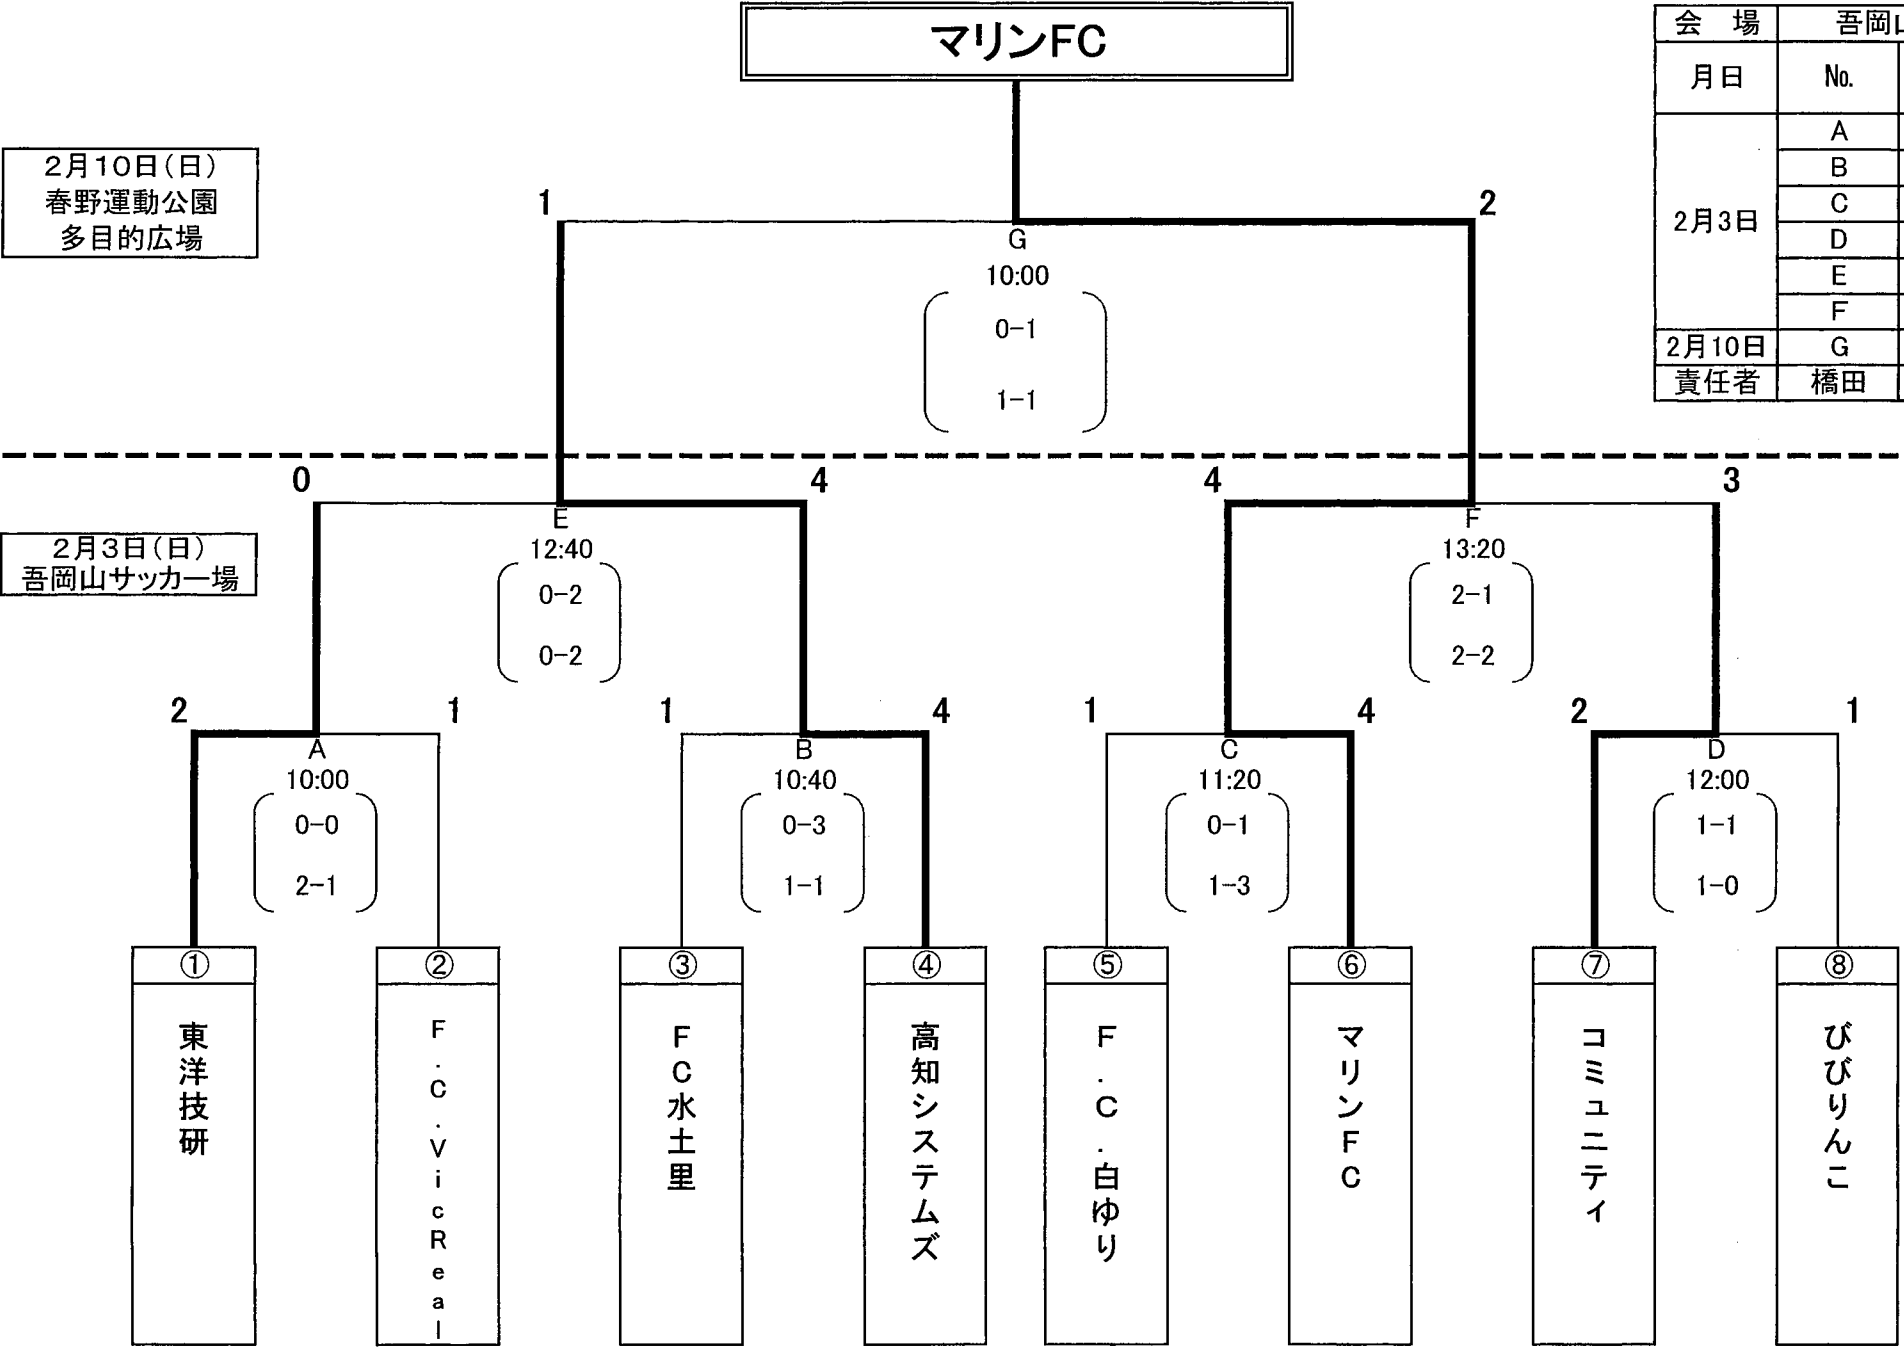 マリンFC
会　場　吾岡山
月日　No.
2月3日
A
B
C
D
E
F
2月10日　G
責任者　橋田
2月10日(日)
春野運動公園
多目的広場
1　2
G
10:00
0-1
1-1
0　4　4　3
E　F
2月3日(日)
吾岡山サッカー場
12:40　13:20
0-2　2-1
0-2　2-2
2　1　1　4　1　4　2　1
A　B　C　D
10:00　10:40　11:20　12:00
0-0　0-3　0-1　1-1
2-1　1-1　1-3　1-0
①　②　③　④　⑤　⑥　⑦　⑧
東洋技研
F.C.VicReal
FC水土里
高知システムズ
F.C.白ゆり
マリンFC
コミュニティ
びびりんこ